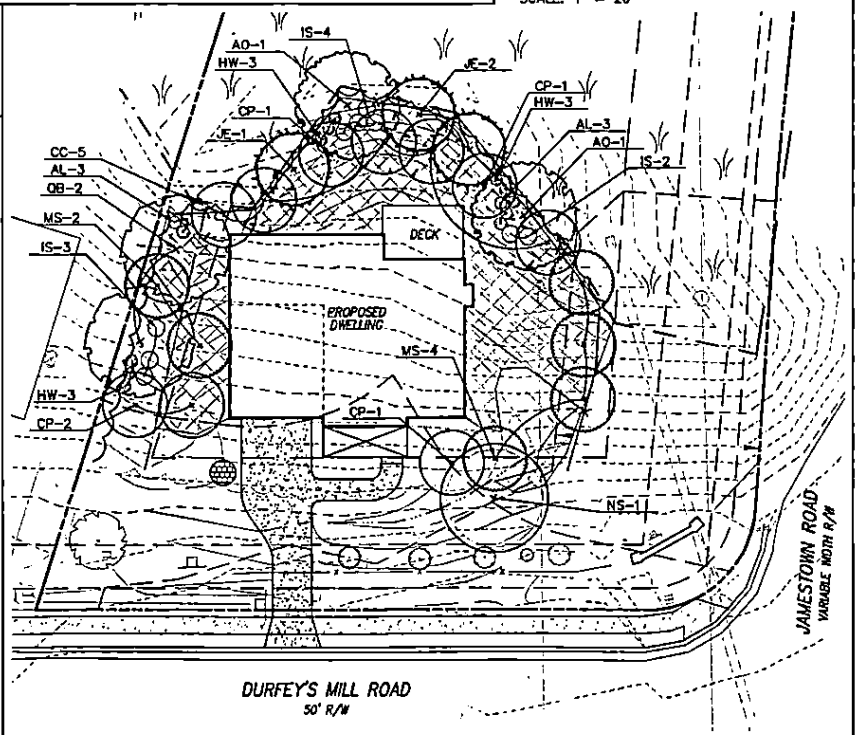 SCALE: 1" = 20'
IS-4
AO-1
HW-3
JE-2
CP-1
JE-1
CP-1
HW-3
AL-3
AO-1
IS-2
CC-5
AL-3
OB-2
MS-2
IS-3
DECK
PROPOSED
DWELLING
MS-4
CP-1
HW-3
CP-2
NS-1
JAMESTOWN ROAD
VARIABLE WIDTH R/W
DURFEY'S MILL ROAD
50' R/W